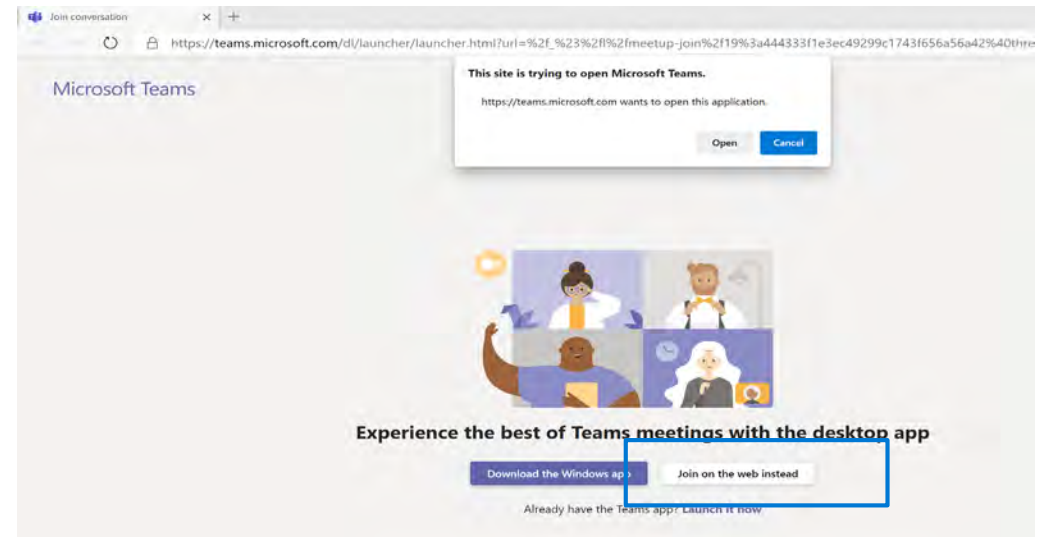 Join conversation
https://teams.microsoft.com/dl/launcher/launcher.html?url=%2f_%23%2fl%2fmeetup-join%2f19%3a444333f1e3ec49299c1743f656a56a42%40thre
Microsoft Teams
This site is trying to open Microsoft Teams.
https://teams.microsoft.com wants to open this application.
Open Cancel
Experience the best of Teams meetings with the desktop app
Download the Windows app Join on the web instead
Already have the Teams app? Launch it now